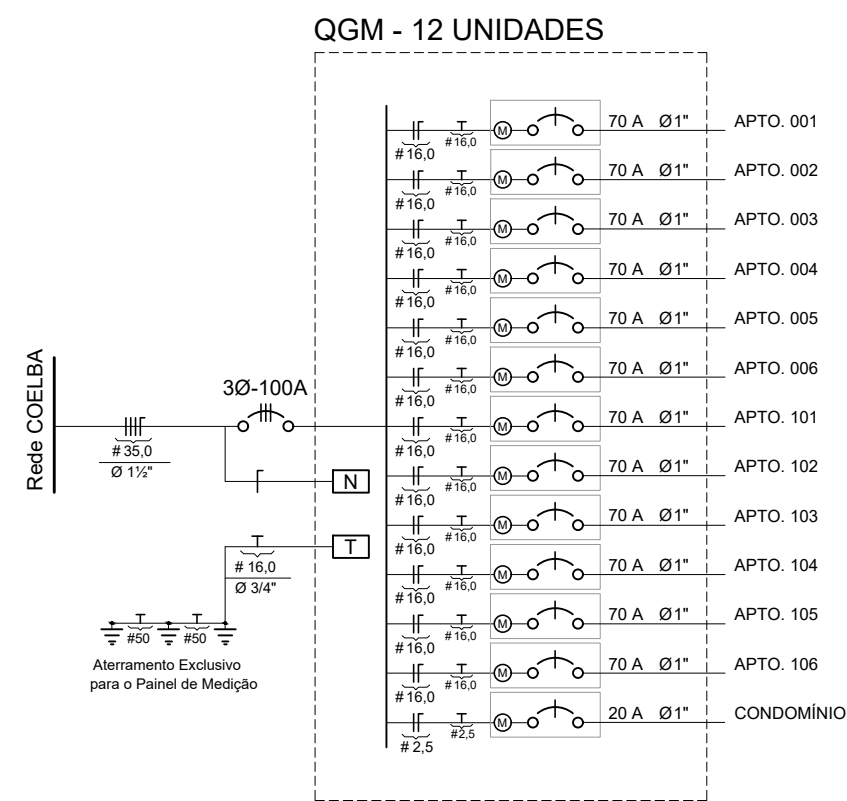 QGM - 12 UNIDADES
# 16,0 # 16,0 M 70 A Ø1" APTO. 001
# 16,0 # 16,0 M 70 A Ø1" APTO. 002
# 16,0 # 16,0 M 70 A Ø1" APTO. 003
# 16,0 # 16,0 M 70 A Ø1" APTO. 004
# 16,0 # 16,0 M 70 A Ø1" APTO. 005
# 16,0 # 16,0 M 70 A Ø1" APTO. 006
# 16,0 # 16,0 M 70 A Ø1" APTO. 101
# 16,0 # 16,0 M 70 A Ø1" APTO. 102
# 16,0 # 16,0 M 70 A Ø1" APTO. 103
# 16,0 # 16,0 M 70 A Ø1" APTO. 104
# 16,0 # 16,0 M 70 A Ø1" APTO. 105
# 16,0 # 16,0 M 70 A Ø1" APTO. 106
# 2,5 #2,5 M 20 A Ø1" CONDOMÍNIO
Rede COELBA
# 35,0
Ø 1½"
3Ø-100A
N
T
# 16,0
Ø 3/4"
#50 #50
Aterramento Exclusivo
para o Painel de Medição